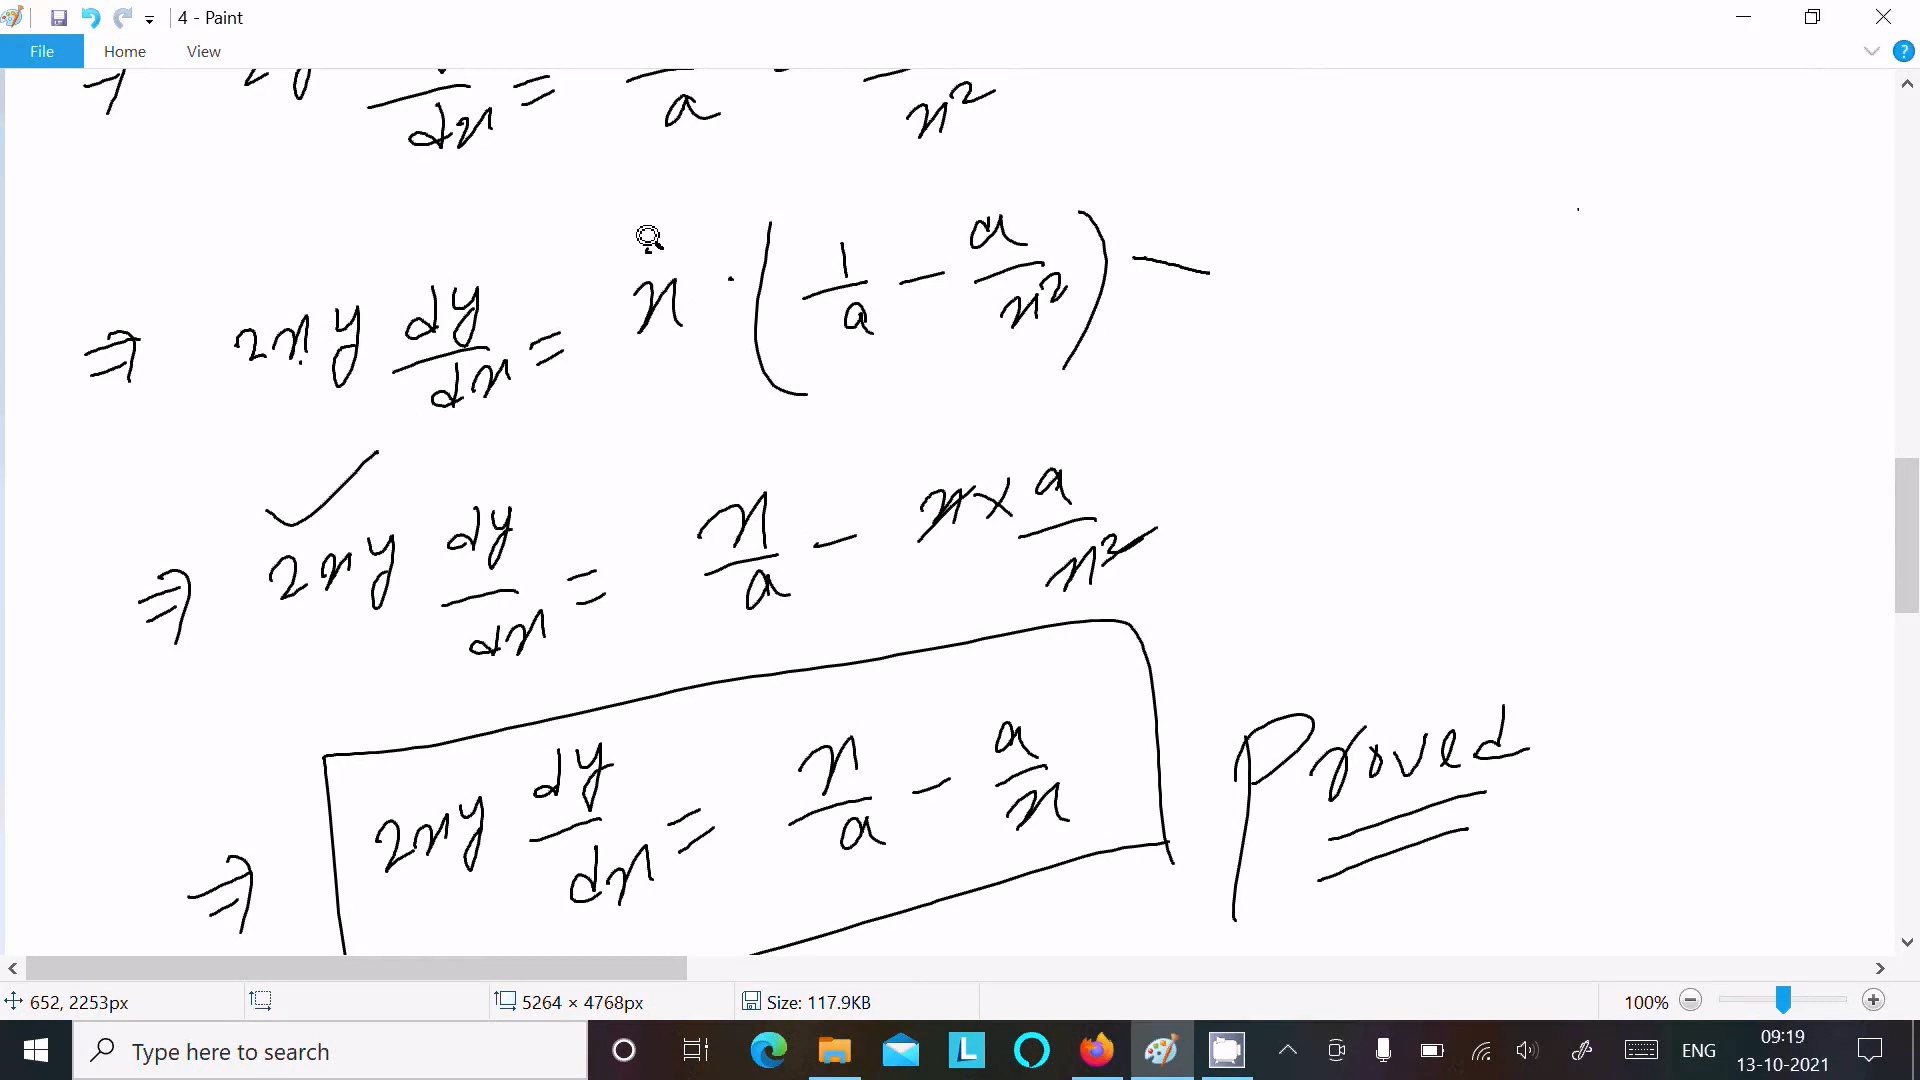 4 - Paint
File Home View
dx = a x²
⇒ 2xy dy/dx = x · (1/a - a/x²) -
⇒ 2xy dy/dx = x/a - x × a/x²
⇒ 2xy dy/dx = x/a - a/x Proved
652, 2253px 5264 × 4768px Size: 117.9KB 100%
Type here to search L ENG 09:19
13-10-2021